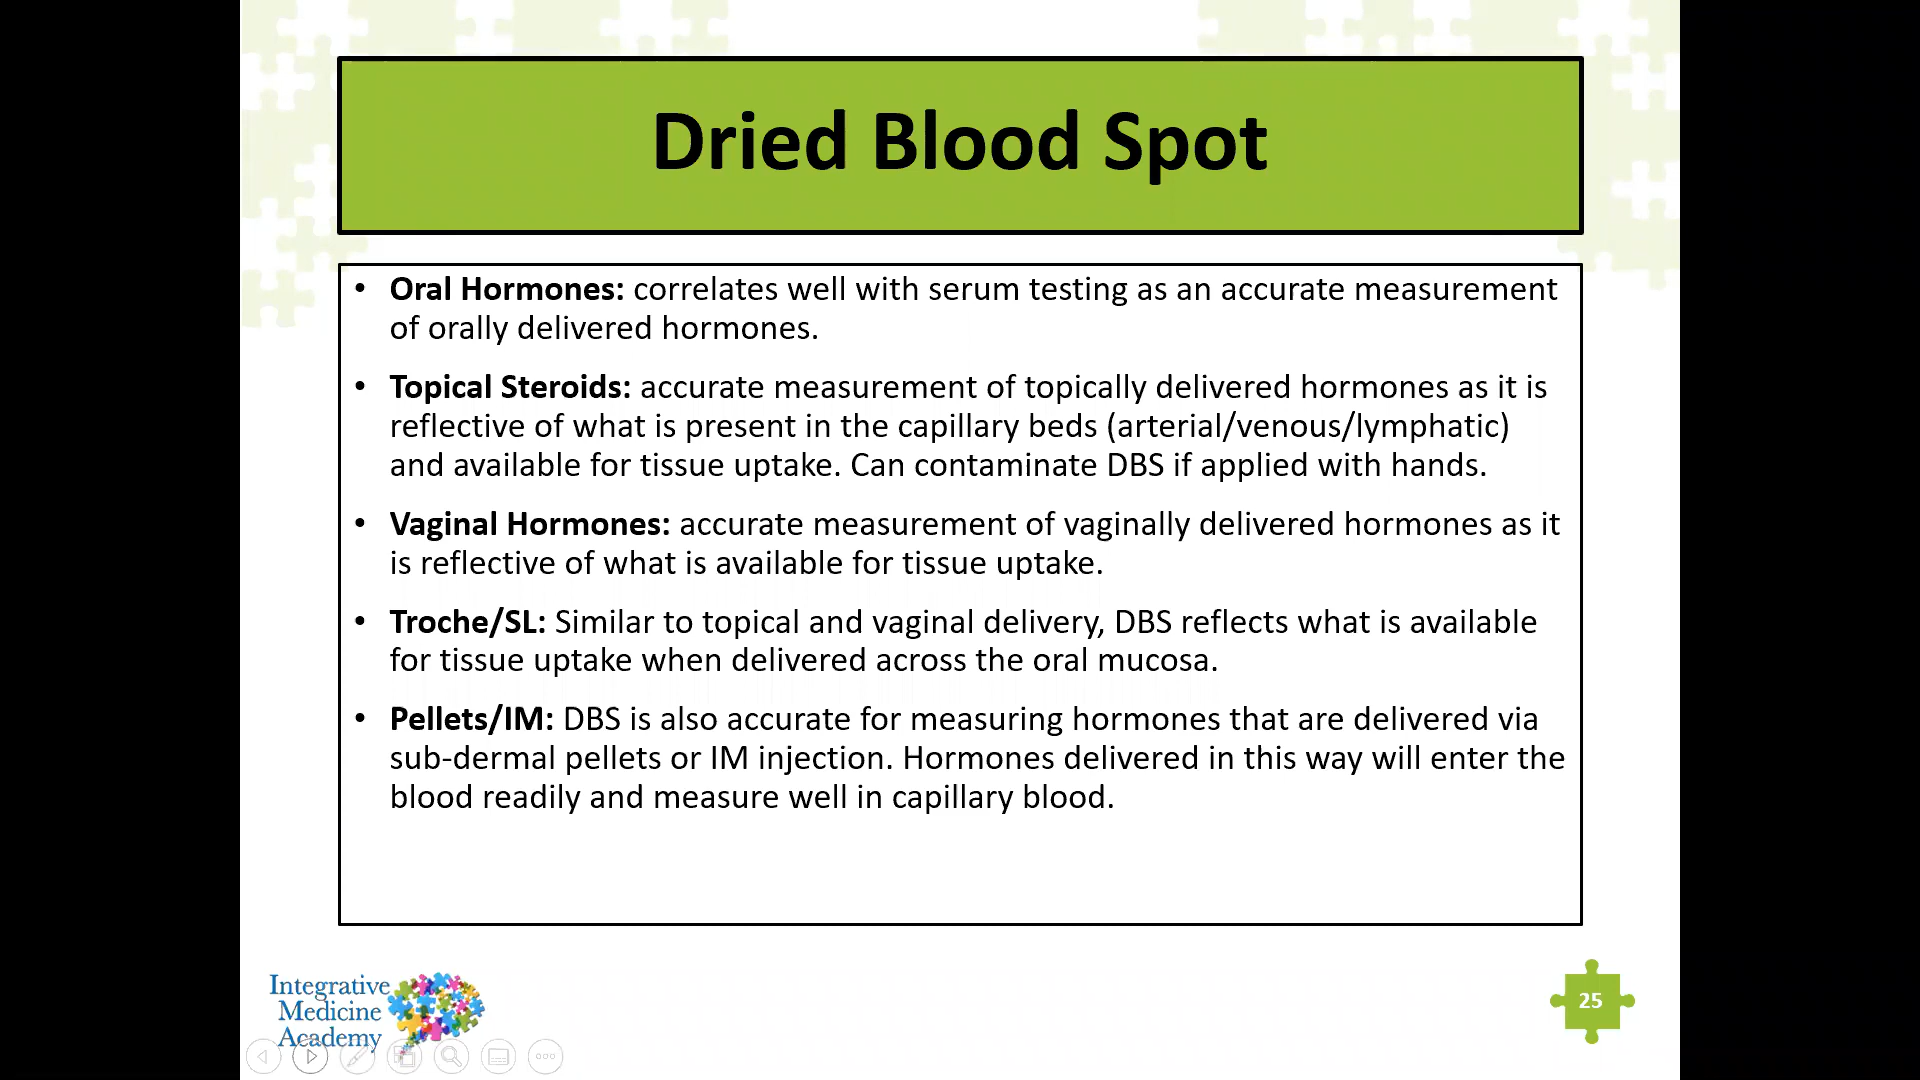 Dried Blood Spot
• Oral Hormones: correlates well with serum testing as an accurate measurement
of orally delivered hormones.
• Topical Steroids: accurate measurement of topically delivered hormones as it is
reflective of what is present in the capillary beds (arterial/venous/lymphatic)
and available for tissue uptake. Can contaminate DBS if applied with hands.
• Vaginal Hormones: accurate measurement of vaginally delivered hormones as it
is reflective of what is available for tissue uptake.
• Troche/SL: Similar to topical and vaginal delivery, DBS reflects what is available
for tissue uptake when delivered across the oral mucosa.
• Pellets/IM: DBS is also accurate for measuring hormones that are delivered via
sub-dermal pellets or IM injection. Hormones delivered in this way will enter the
blood readily and measure well in capillary blood.
Integrative
Medicine
Academy
25